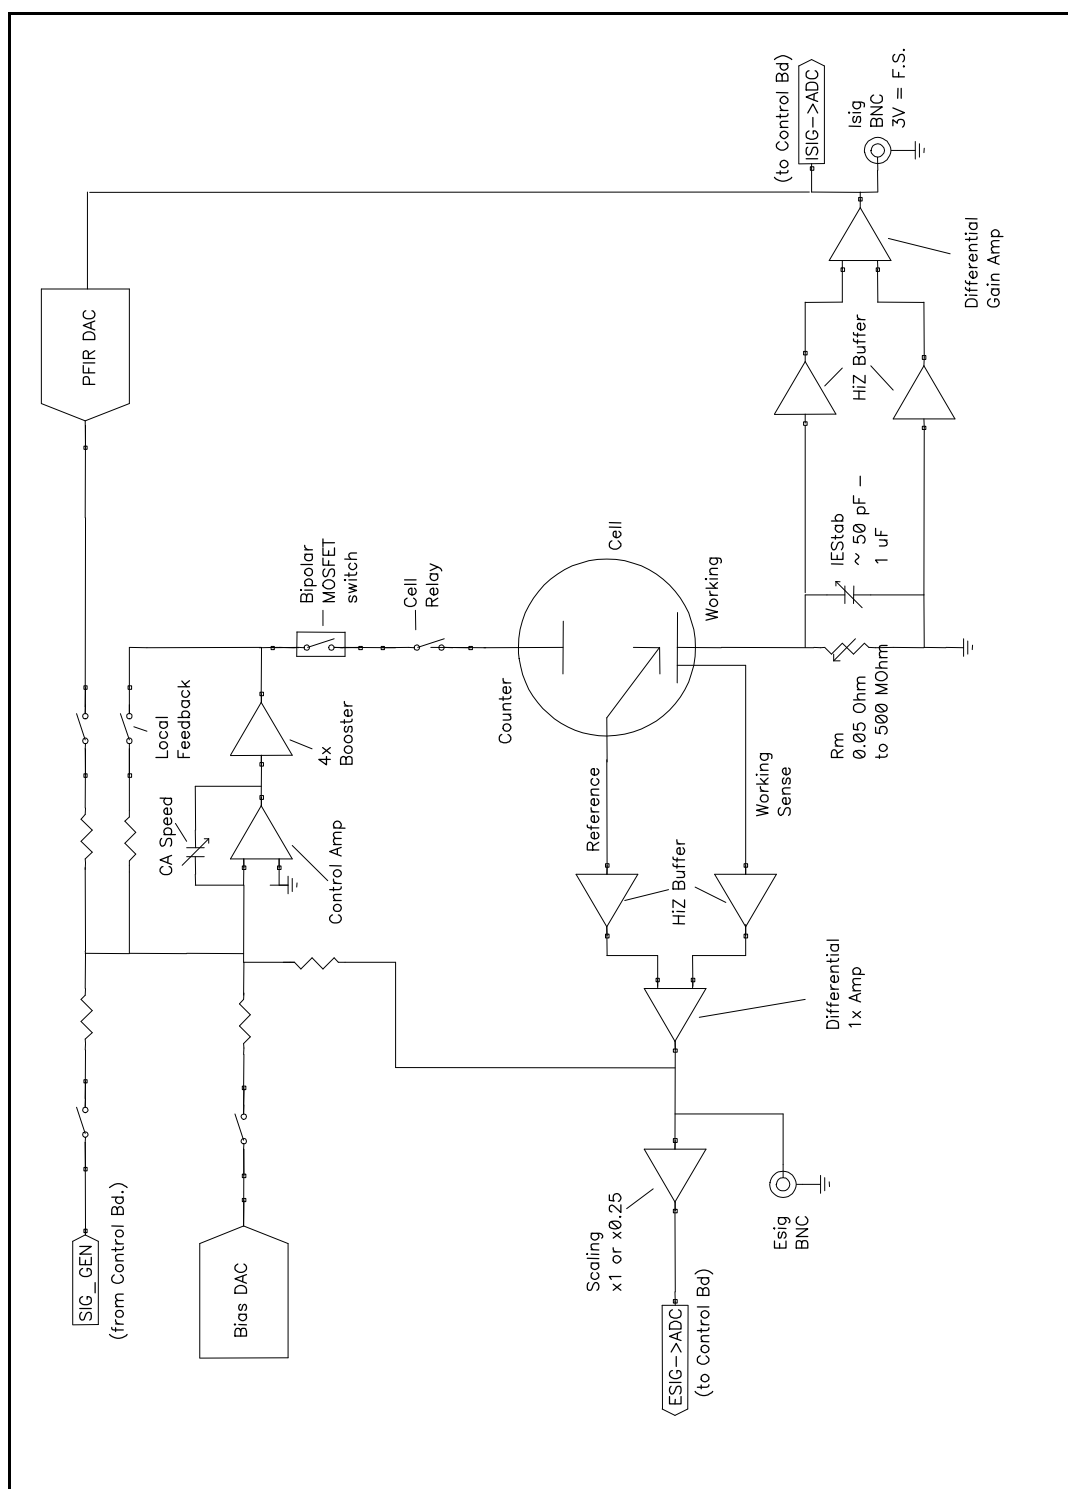 SIG_GEN
(from Control Bd.)
Bias DAC
PFIR DAC
Local
Feedback
CA Speed
Control Amp
4x
Booster
Bipolar
MOSFET
switch
Cell
Relay
Counter
Cell
Reference
Working
Working
Sense
HiZ Buffer
Differential
1x Amp
Scaling
x1 or x0.25
ESIG->ADC
(to Control Bd)
Esig
BNC
Rm
0.05 Ohm
to 500 MOhm
IEStab
~ 50 pF -
1 uF
HiZ Buffer
Differential
Gain Amp
(to Control Bd)
ISIG->ADC
Isig
BNC
3V = F.S.